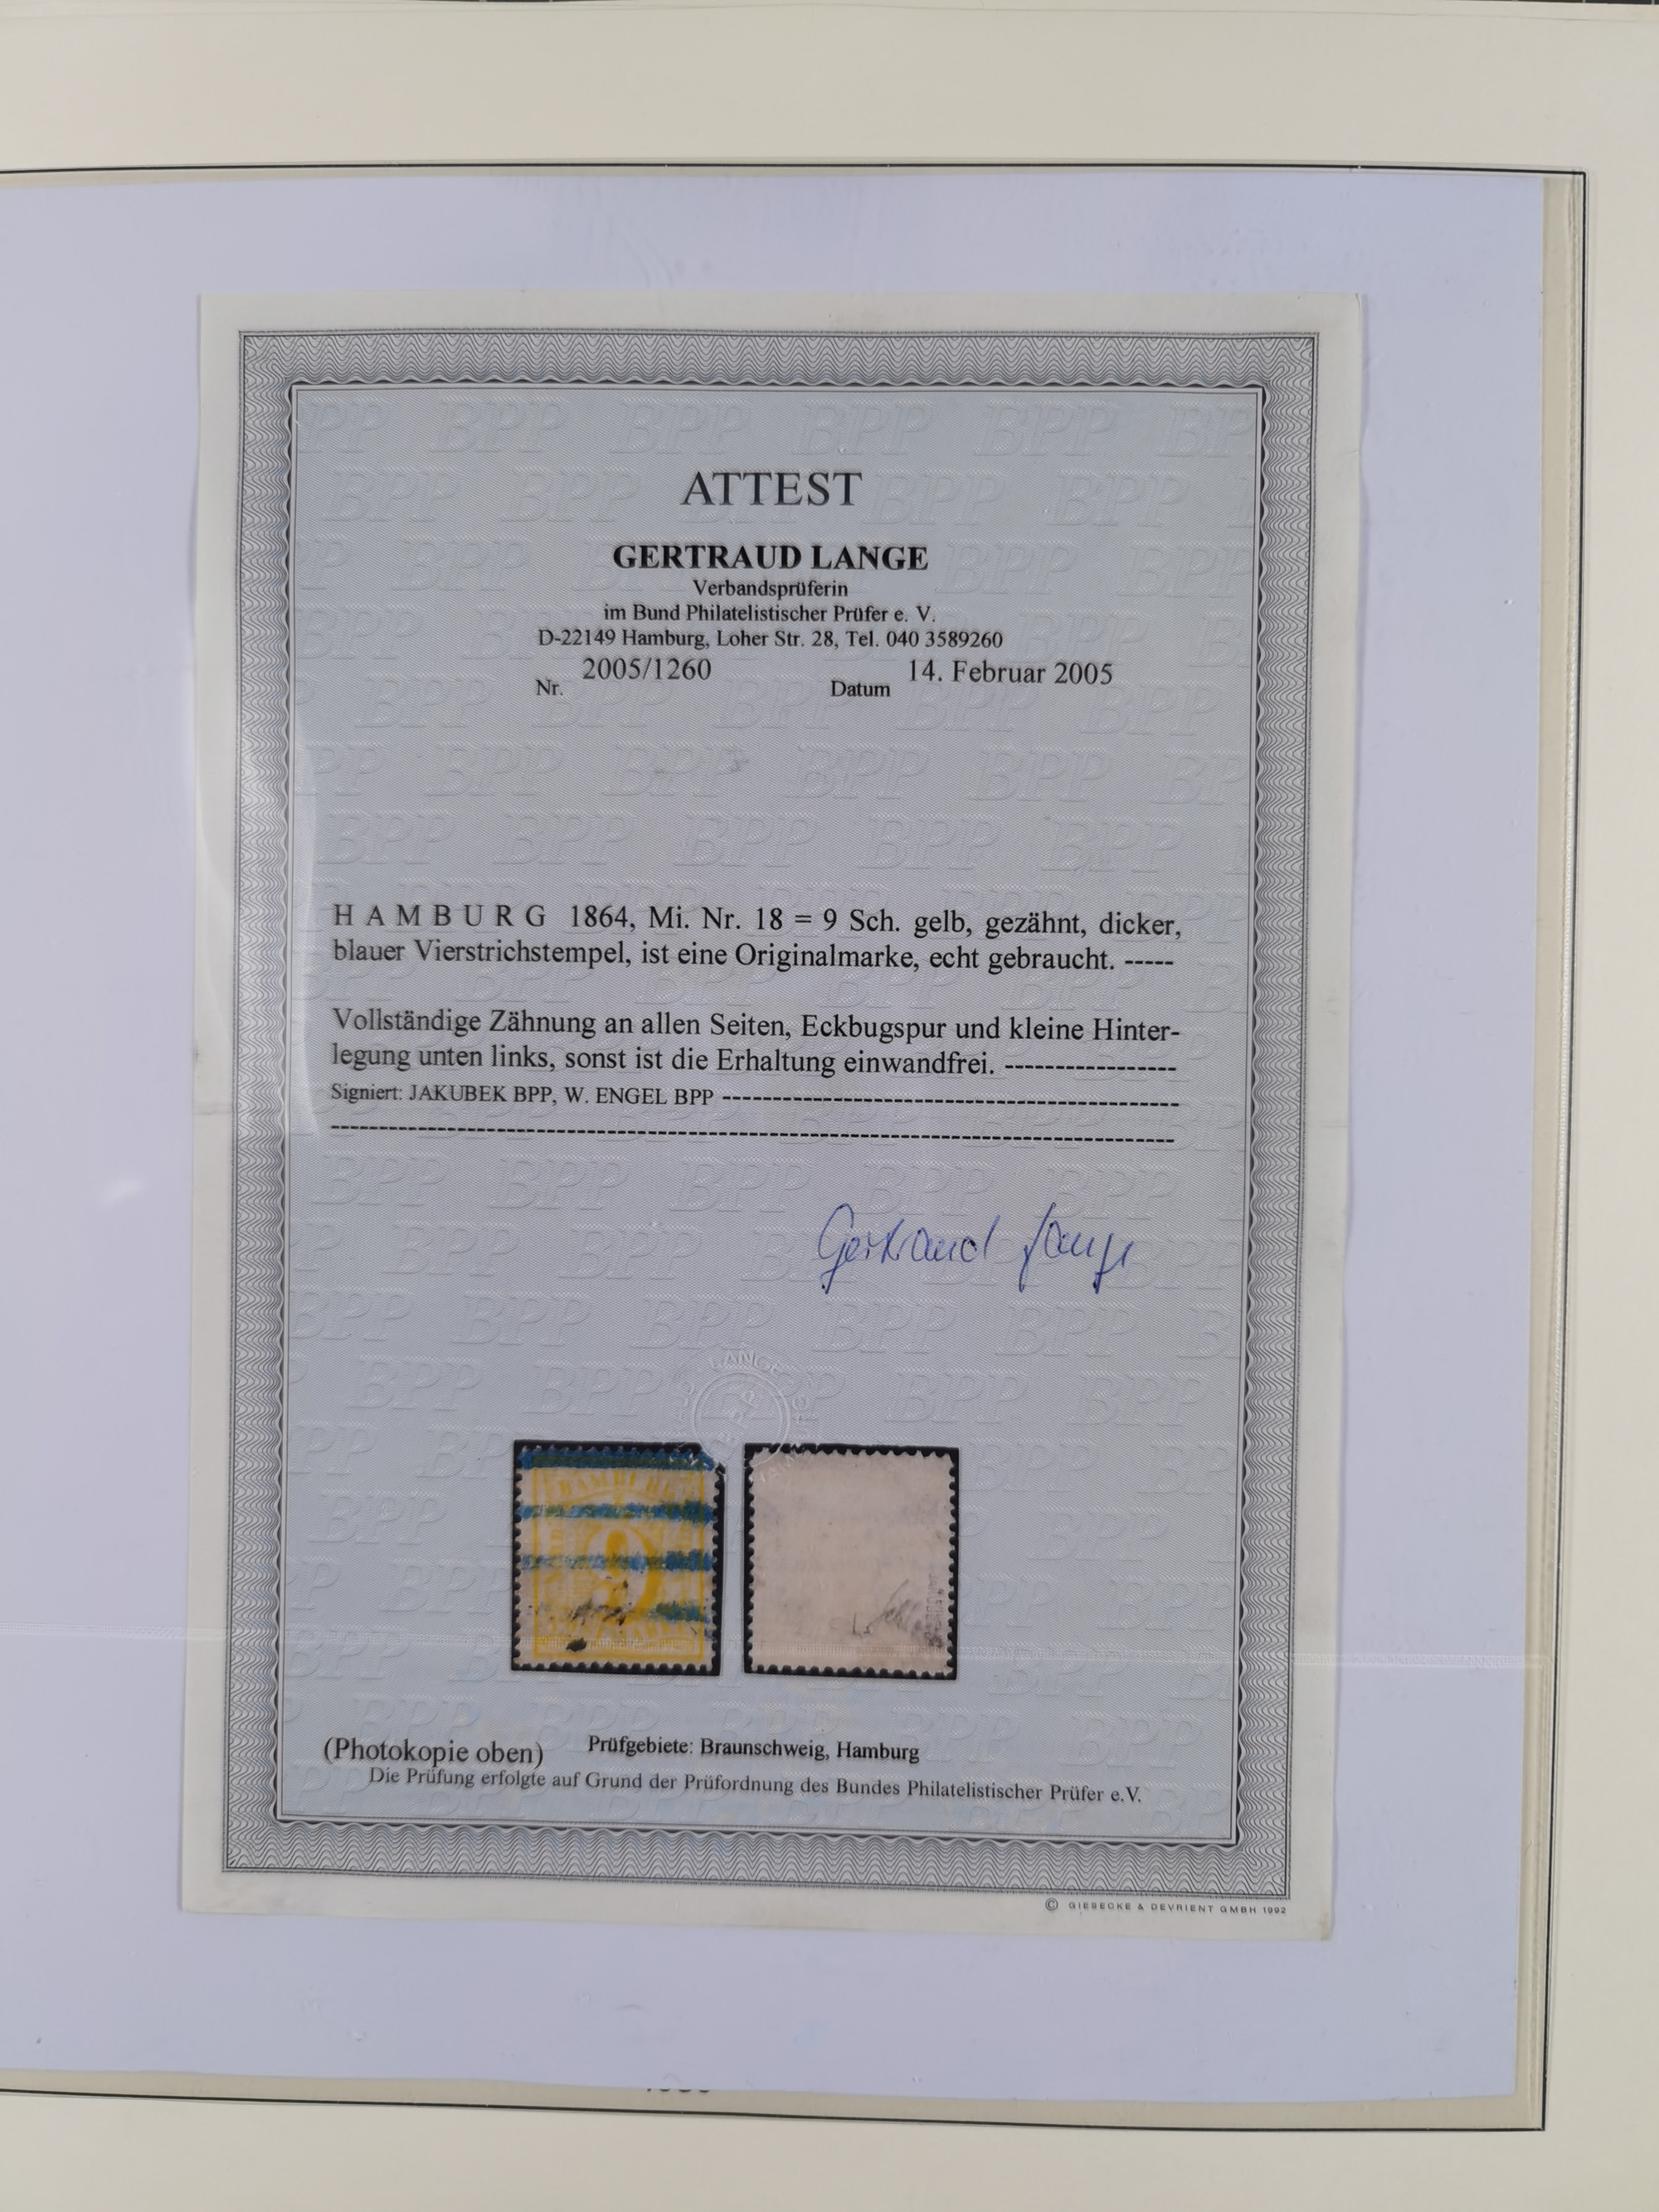 ATTEST
GERTRAUD LANGE
Verbandsprüferin
im Bund Philatelistischer Prüfer e. V.
D-22149 Hamburg, Loher Str. 28, Tel. 040 3589260
Nr. 2005/1260 Datum 14. Februar 2005
H A M B U R G 1864, Mi. Nr. 18 = 9 Sch. gelb, gezähnt, dicker,
blauer Vierstrichstempel, ist eine Originalmarke, echt gebraucht. -----
Vollständige Zähnung an allen Seiten, Eckbugspur und kleine Hinter-
legung unten links, sonst ist die Erhaltung einwandfrei. -----------------
Signiert: JAKUBEK BPP, W. ENGEL BPP ---------------------------------------------
Gertraud Lange
HAMBURG
9
(Photokopie oben) Prüfgebiete: Braunschweig, Hamburg
Die Prüfung erfolgte auf Grund der Prüfordnung des Bundes Philatelistischer Prüfer e.V.
© GIESECKE & DEVRIENT GMBH 1992